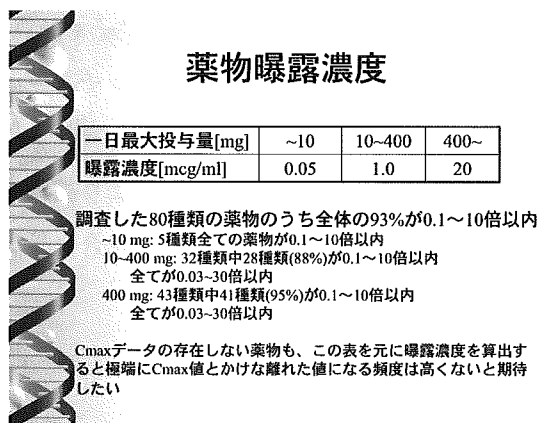 薬物曝露濃度
一日最大投与量[mg] ~10 10~400 400~
曝露濃度[mcg/ml] 0.05 1.0 20
調査した80種類の薬物のうち全体の93%が0.1～10倍以内
~10 mg: 5種類全ての薬物が0.1～10倍以内
10~400 mg: 32種類中28種類(88%)が0.1～10倍以内
全てが0.03~30倍以内
400 mg: 43種類中41種類(95%)が0.1～10倍以内
全てが0.03~30倍以内
Cmaxデータの存在しない薬物も、この表を元に曝露濃度を算出す
ると極端にCmax値とかけな離れた値になる頻度は高くないと期待
したい